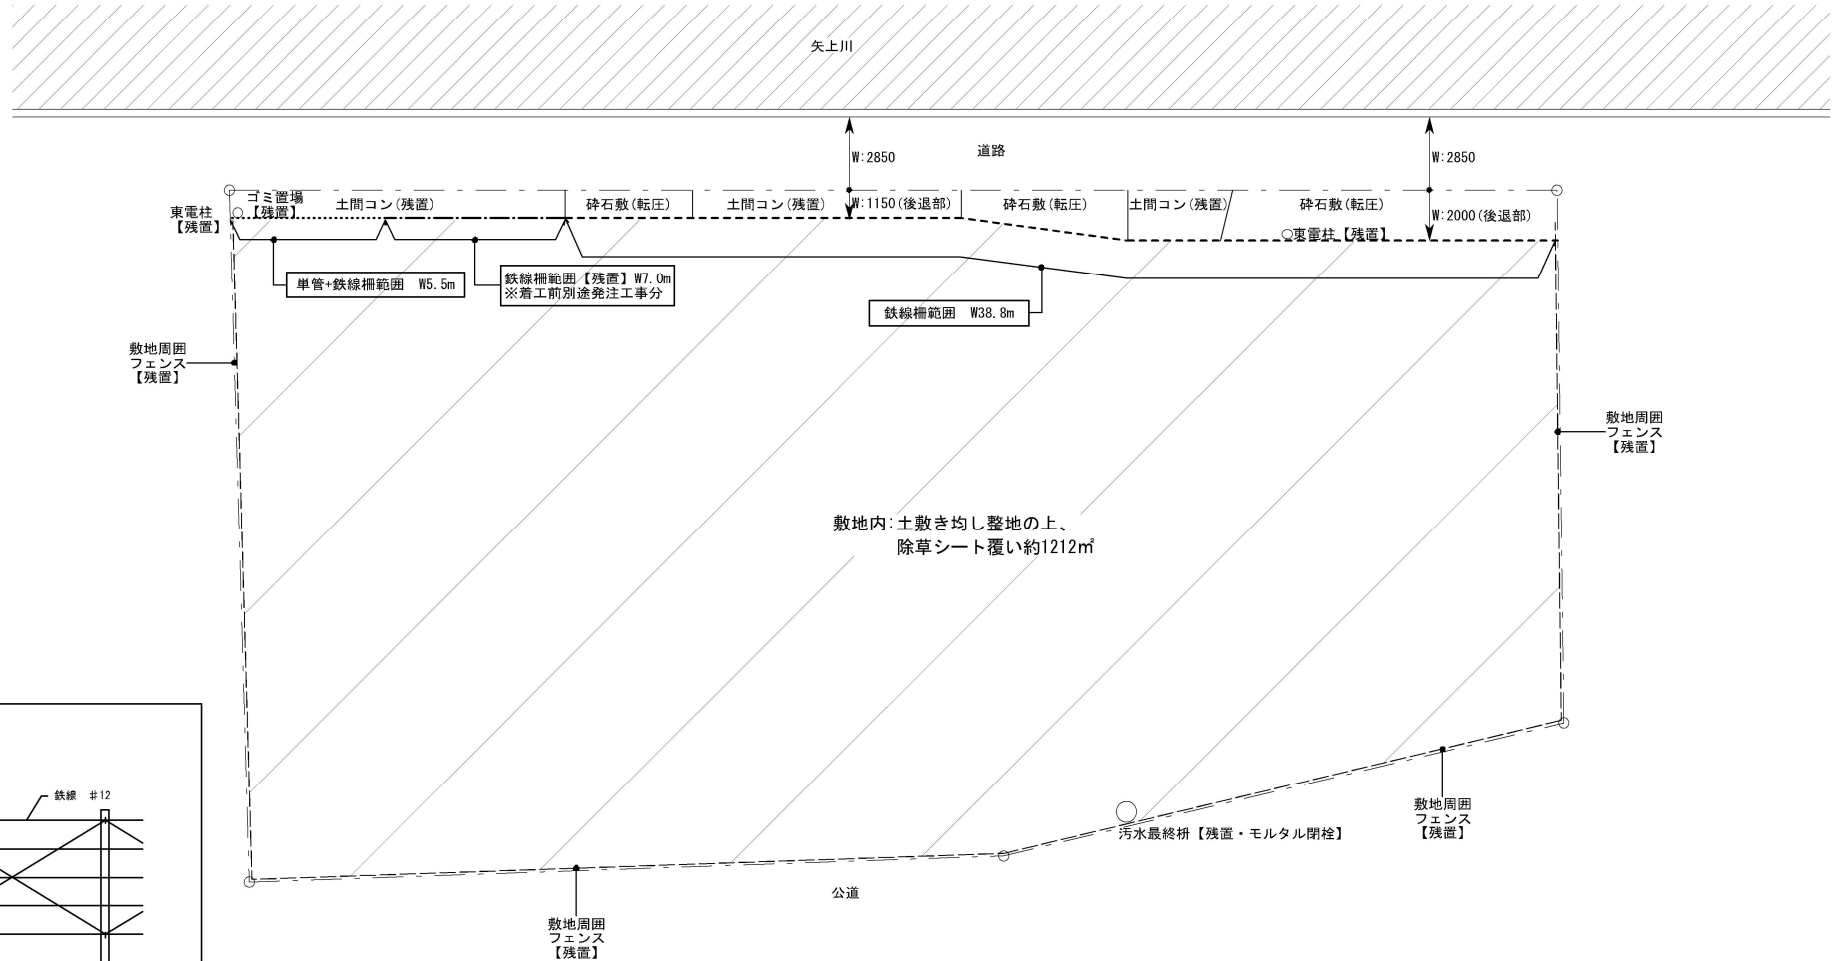 矢上川
道路
W:2850
W:2850
ゴミ置場
【残置】
東電柱
【残置】
土間コン(残置)
砕石敷(転圧)
土間コン(残置)
W:1150(後退部)
砕石敷(転圧)
土間コン(残置)
砕石敷(転圧)
W:2000(後退部)
東電柱【残置】
単管+鉄線柵範囲 W5.5m
鉄線柵範囲【残置】W7.0m
※着工前別途発注工事分
鉄線柵範囲 W38.8m
敷地周囲
フェンス
【残置】
敷地周囲
フェンス
【残置】
敷地内:土敷き均し整地の上、
除草シート覆い約1212㎡
鉄線 #12
汚水最終枡【残置・モルタル閉栓】
敷地周囲
フェンス
【残置】
公道
敷地周囲
フェンス
【残置】